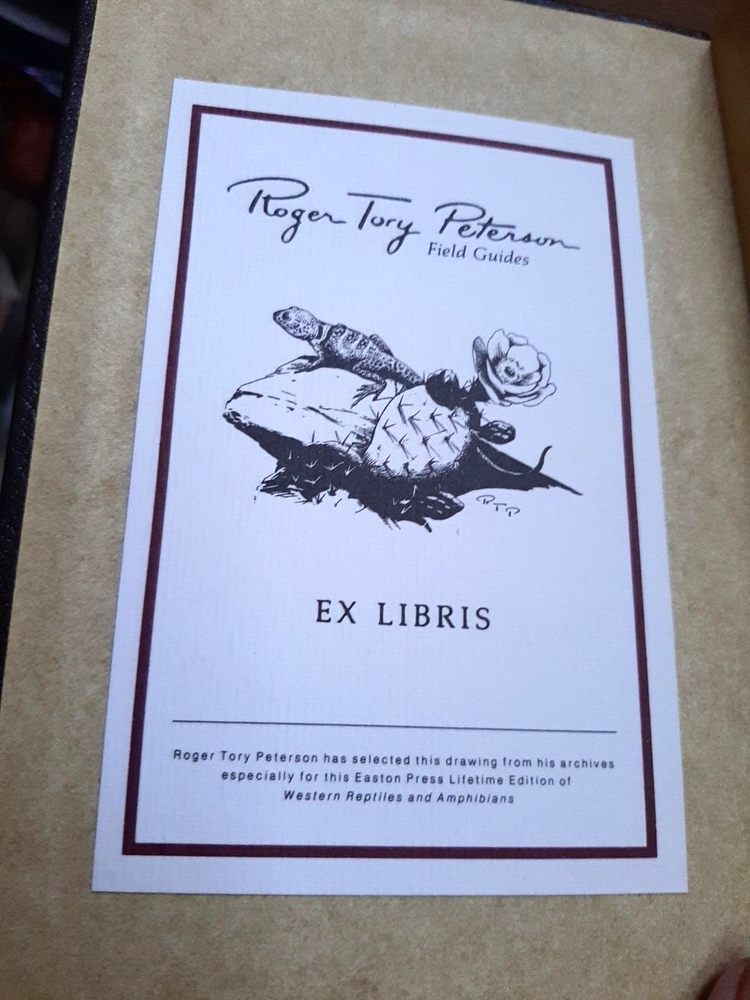 Roger Tory Peterson
Field Guides
RTP
EX LIBRIS
Roger Tory Peterson has selected this drawing from his archives
especially for this Easton Press Lifetime Edition of
Western Reptiles and Amphibians